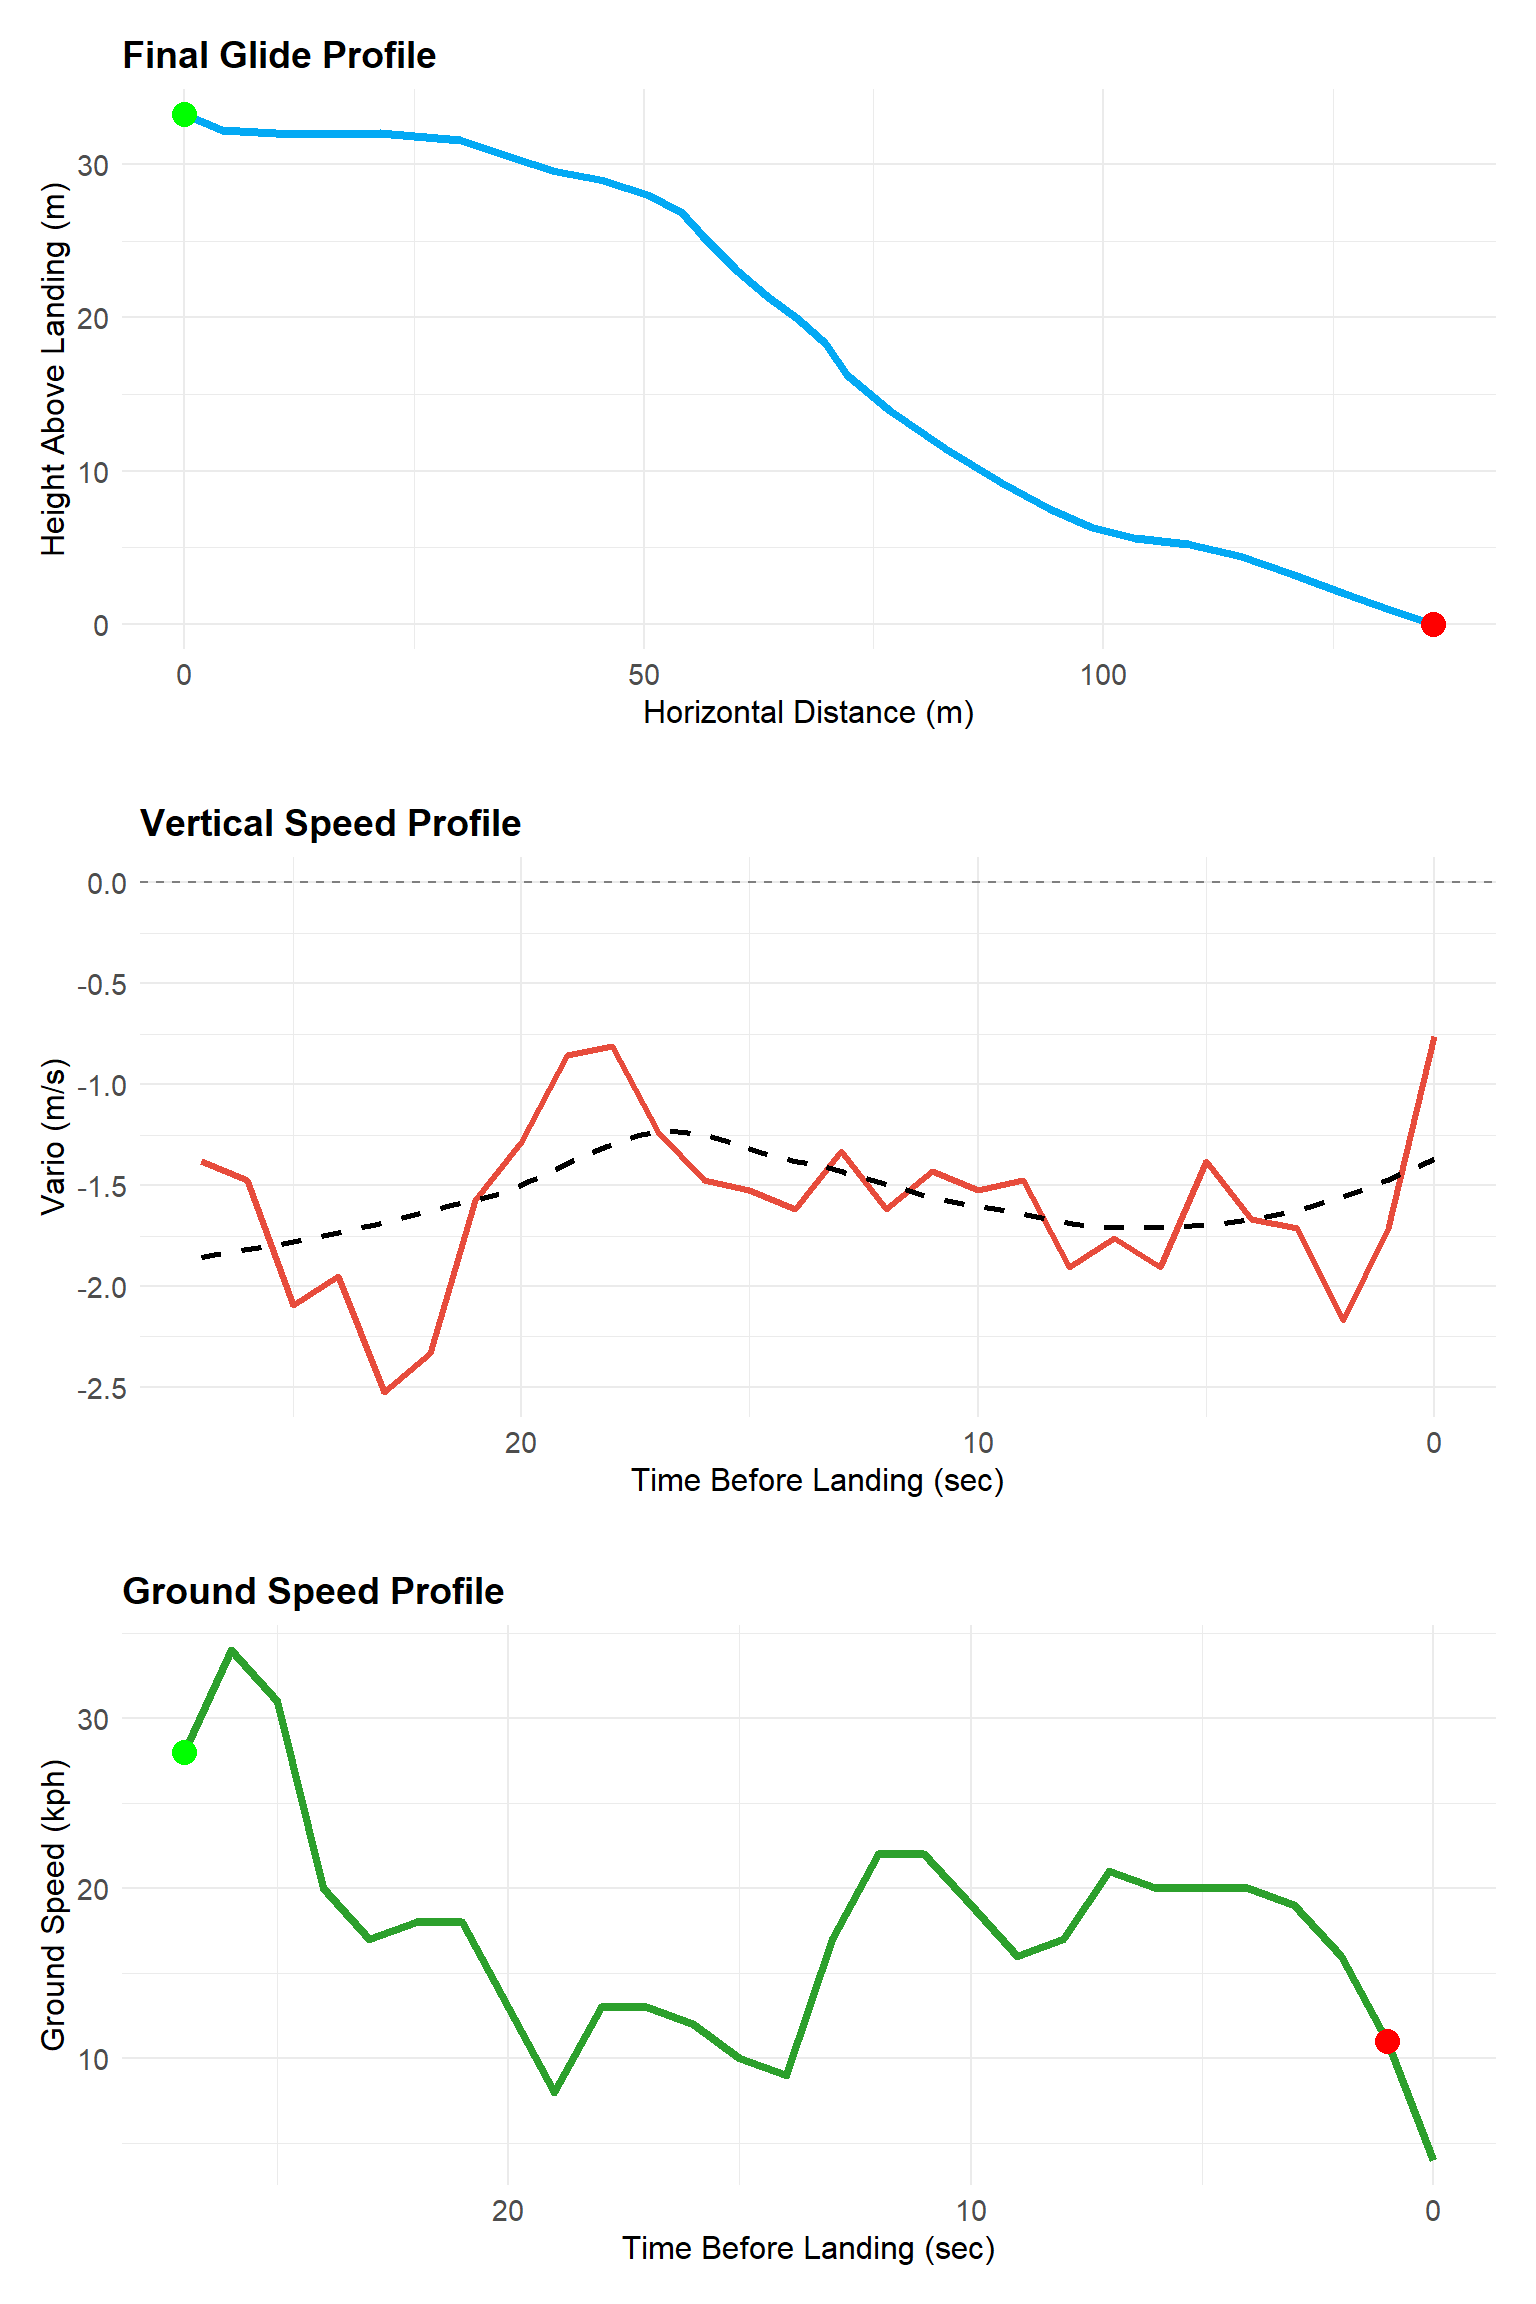 Final Glide Profile
Height Above Landing (m)
30
20
10
0
0 50 100
Horizontal Distance (m)
Vertical Speed Profile
Vario (m/s)
0.0
-0.5
-1.0
-1.5
-2.0
-2.5
20 10 0
Time Before Landing (sec)
Ground Speed Profile
Ground Speed (kph)
30
20
10
20 10 0
Time Before Landing (sec)